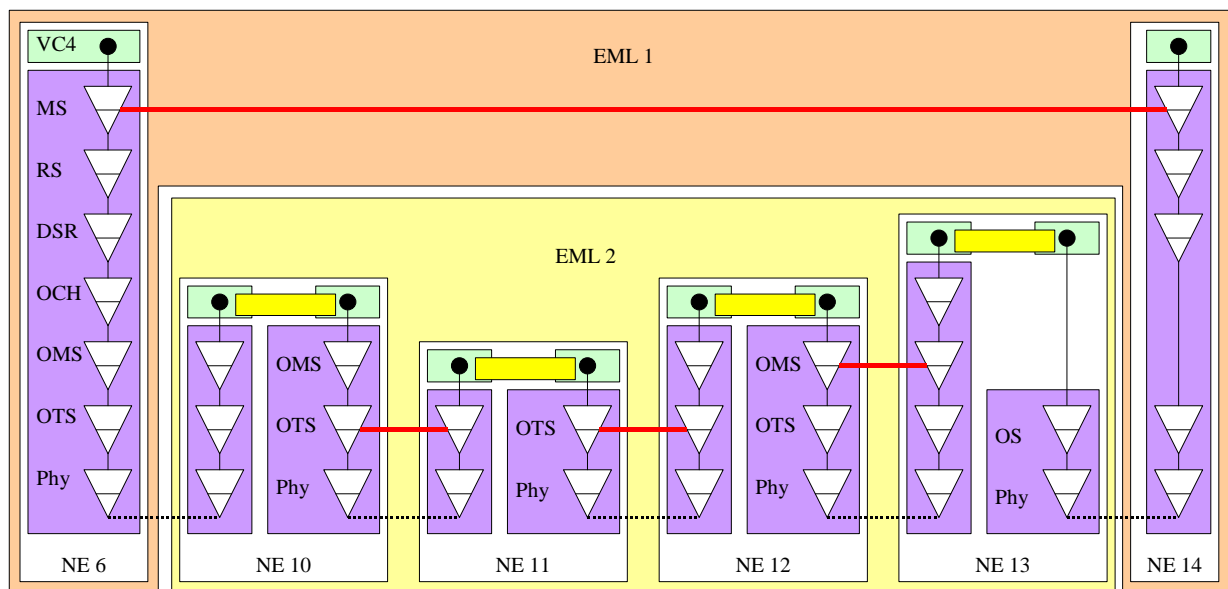 VC4
EML 1
MS
RS
DSR
EML 2
OCH
OMS
OMS
OMS
OTS
OTS
OTS
OTS
OS
Phy
Phy
Phy
Phy
Phy
NE 6
NE 10
NE 11
NE 12
NE 13
NE 14